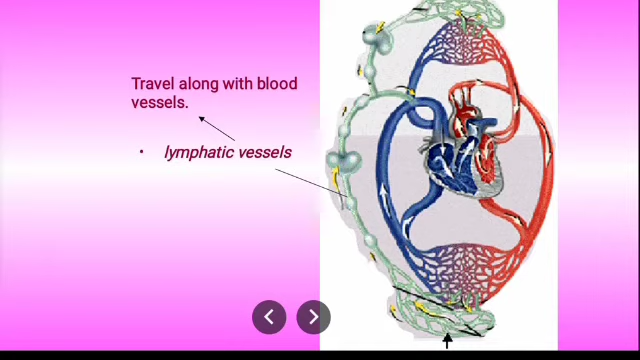 Travel along with blood
vessels.
• lymphatic vessels